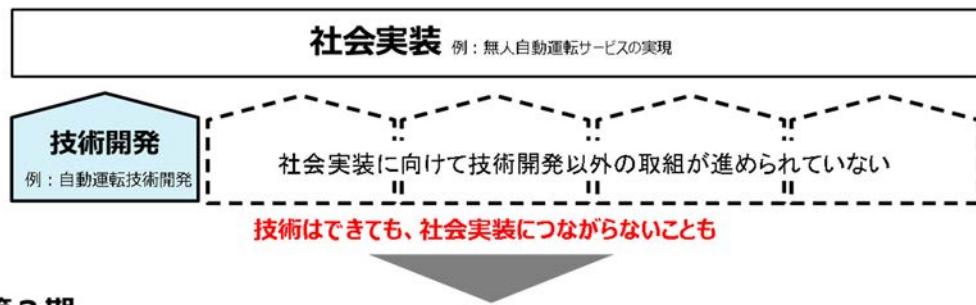 社会実装 例：無人自動運転サービスの実現
技術開発
例：自動運転技術開発
社会実装に向けて技術開発以外の取組が進められていない
技術はできても、社会実装につながらないことも